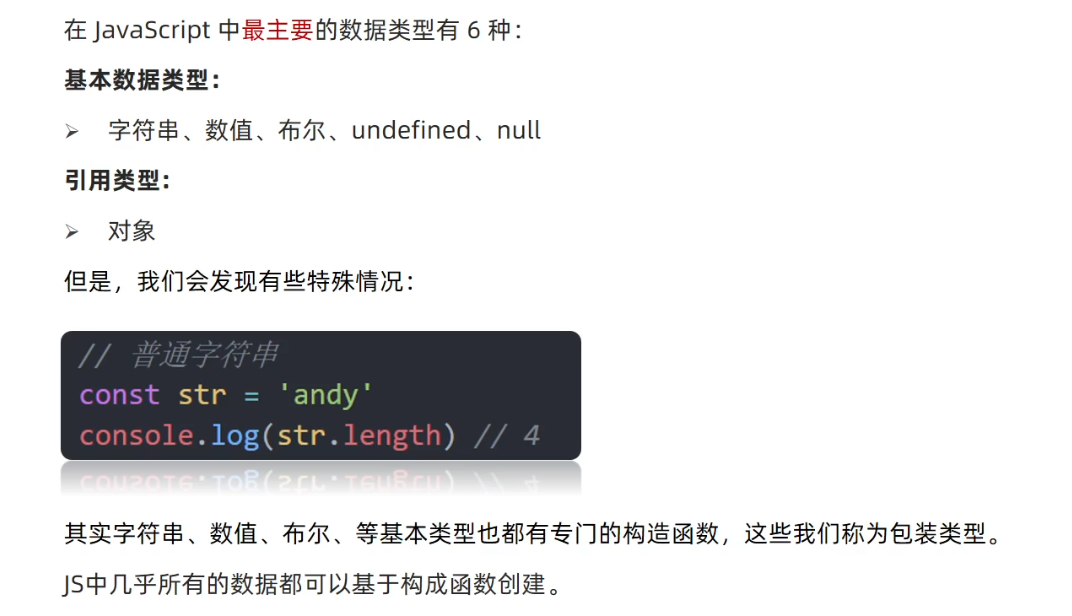 在 JavaScript 中最主要的数据类型有 6 种：
基本数据类型：
➢ 字符串、数值、布尔、undefined、null
引用类型：
➢ 对象
但是，我们会发现有些特殊情况：
// 普通字符串
const str = 'andy'
console.log(str.length) // 4
其实字符串、数值、布尔、等基本类型也都有专门的构造函数，这些我们称为包装类型。
JS中几乎所有的数据都可以基于构成函数创建。